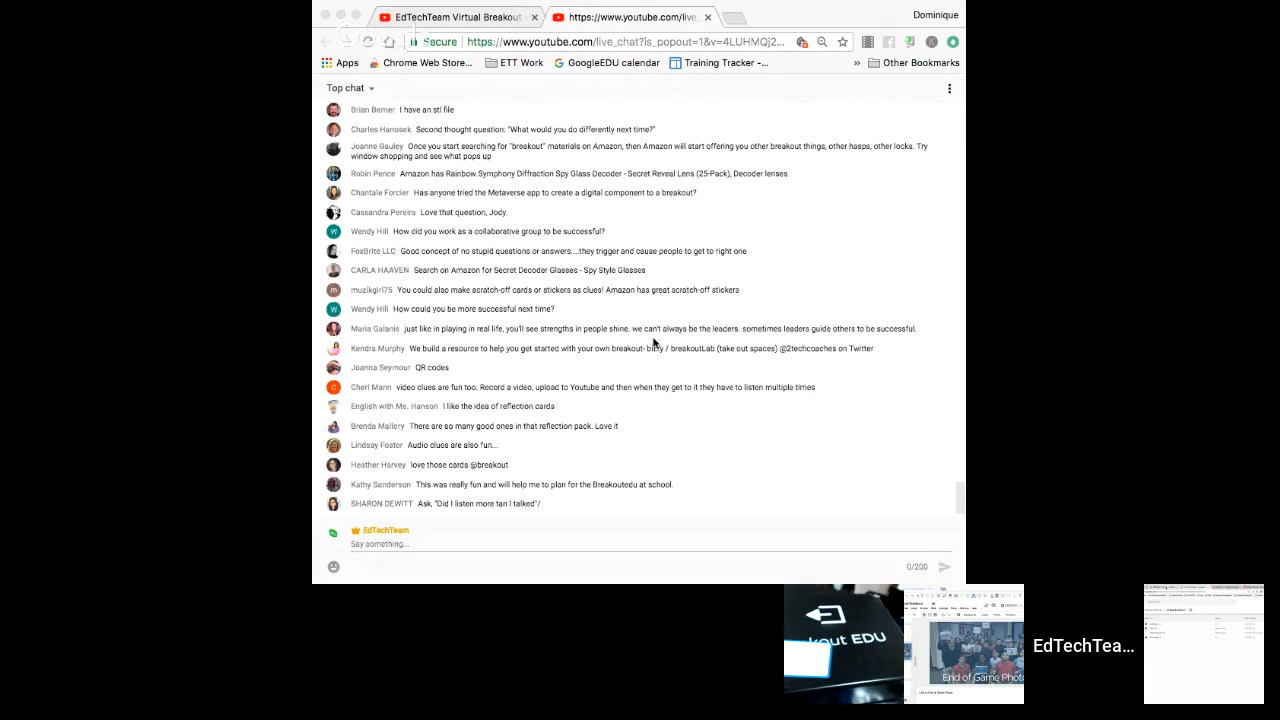 EdTechTeam Virtual Breakout
https://www.youtube.com/live_
Dominique
Secure https://www.youtube.com/live_chat?is_popout=1&v=4LUHMQj2...
Apps Chrome Web Store... ETT Work GoogleEDU calendar Training Tracker -... » Other Bookmarks
Top chat
Brian Berner I have an stl file
Charles Hanosek Second thought question: "What would you do differently next time?"
Joanne Gauley Once you start searching for "breakout" materials on Amazon, then Amazon will start offering you other breakout things, other hasps, other locks. Try
window shopping and see what pops up
Robin Pence Amazon has Rainbow Symphony Diffraction Spy Glass Decoder - Secret Reveal Lens (25-Pack), Decoder lenses
Chantale Forcier Has anyone tried the Metaverse app to create a digital component to a breakout?
Cassandra Pereira Love that question, Jody.
W Wendy Hill How did you work as a collaborative group to be successful?
FoxBrite LLC Good concept of no stupid questions or answers....they trigger and cause people to get to right one
CARLA HAAVEN Search on Amazon for Secret Decoder Glasses - Spy Style Glasses
m muzikgirl75 You could also make scratch-off cards or stickers as clues! Amazon has great scratch-off stickers
W Wendy Hill How could you be more successful next time?
Maria Galanis just like in playing in real life, you'll see strengths in people shine. we can't always be the leaders. sometimes leaders guide others to be successful.
Kendra Murphy We build a resource to help you get started with your own breakout- bitty / breakoutLab (take out spaces) @2techcoaches on Twitter
Joanna Seymour QR codes
C Cheri Mann video clues are fun too. Record a video, upload to Youtube and then when they get to it they have to listen multiple times
English with Ms. Hanson I like the idea of reflection cards
Brenda Mallory There are so many good ones in that reflection pack. Love it
Lindsay Foster Audio clues are also fun...
Heather Harvey love those cards @breakout
Kathy Sanderson This was really fun and will help me to plan for the Breakoutedu at school.
SHARON DEWITT Ask, "Did I listen more tan I talked"/
EdTechTeam
Say something...
0/200
kout EDU
End of Game Photo
EdTechTea...